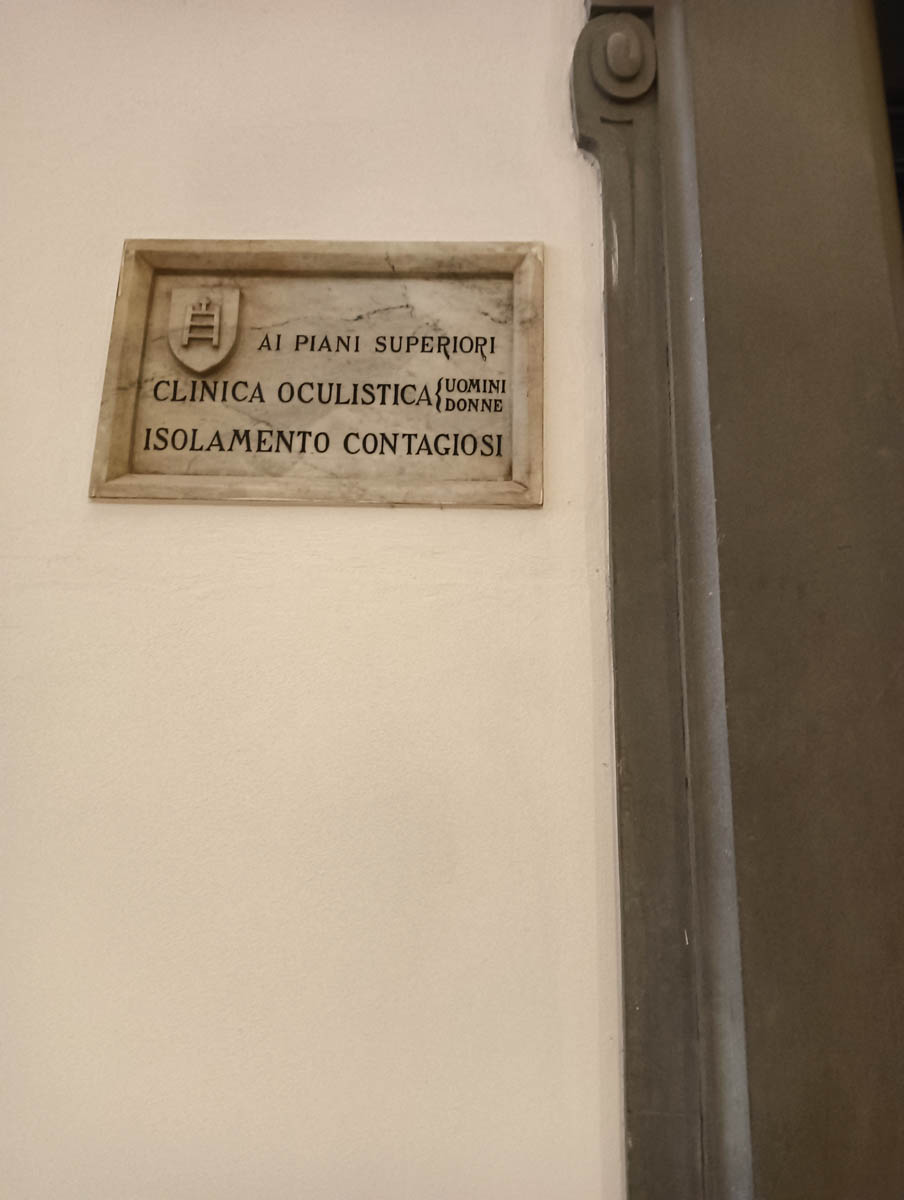 AI PIANI SUPERIORI
CLINICA OCULISTICA { UOMINI
DONNE
ISOLAMENTO CONTAGIOSI